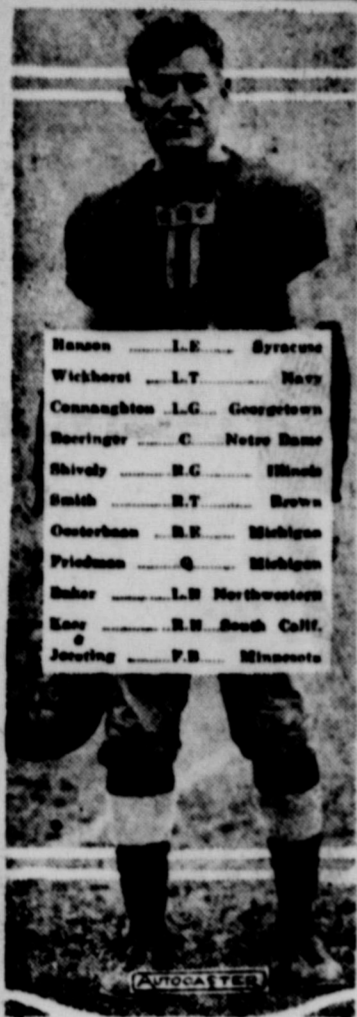 Hanson ........ L.E ...... Syracuse
Wickhorst ..... L.T ......... Navy
Connaughton ... L.G ... Georgetown
Boeringer ...... C ... Notre Dame
Shively ....... R.G ...... Illinois
Smith ......... R.T ........ Brown
Oosterbaan .... R.E ..... Michigan
Friedman ....... Q ...... Michigan
Baker ........ L.H Northwestern
Kaer ......... R.H ... South Calif.
Joesting ...... F.B .... Minnesota
AUTOCASTER